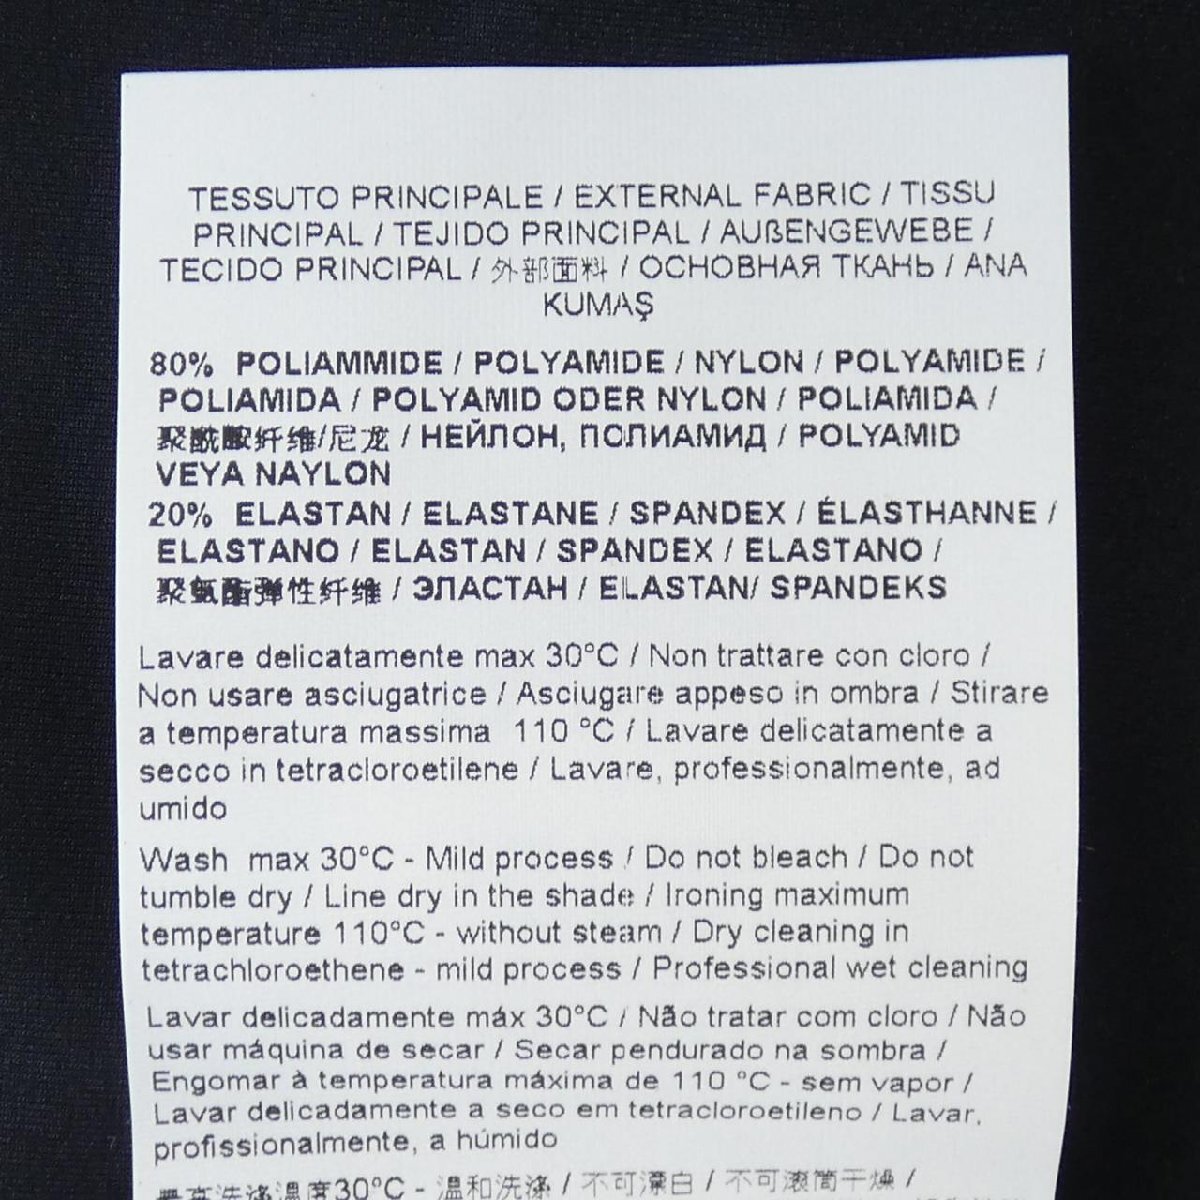 TESSUTO PRINCIPALE / EXTERNAL FABRIC / TISSU
PRINCIPAL / TEJIDO PRINCIPAL / AUßENGEWEBE /
TECIDO PRINCIPAL / 外部面料 / ОСНОВНАЯ ТКАНЬ / ANA
KUMAŞ
80% POLIAMMIDE / POLYAMIDE / NYLON / POLYAMIDE /
POLIAMIDA / POLYAMID ODER NYLON / POLIAMIDA /
聚酰胺纤维/尼龙 / НЕЙЛОН, ПОЛИАМИД / POLYAMID
VEYA NAYLON
20% ELASTAN / ELASTANE / SPANDEX / ÉLASTHANNE /
ELASTANO / ELASTAN / SPANDEX / ELASTANO /
聚氨酯弹性纤维 / ЭЛАСТАН / ELASTAN/ SPANDEKS
Lavare delicatamente max 30°C / Non trattare con cloro /
Non usare asciugatrice / Asciugare appeso in ombra / Stirare
a temperatura massima 110 °C / Lavare delicatamente a
secco in tetracloroetilene / Lavare, professionalmente, ad
umido
Wash max 30°C - Mild process / Do not bleach / Do not
tumble dry / Line dry in the shade / Ironing maximum
temperature 110°C - without steam / Dry cleaning in
tetrachloroethene - mild process / Professional wet cleaning
Lavar delicadamente máx 30°C / Não tratar com cloro / Não
usar máquina de secar / Secar pendurado na sombra /
Engomar à temperatura máxima de 110 °C - sem vapor /
Lavar delicadamente a seco em tetracloroetileno / Lavar,
profissionalmente, a húmido
最高洗涤温度30°C - 温和洗涤 / 不可漂白 / 不可滚筒干燥 /